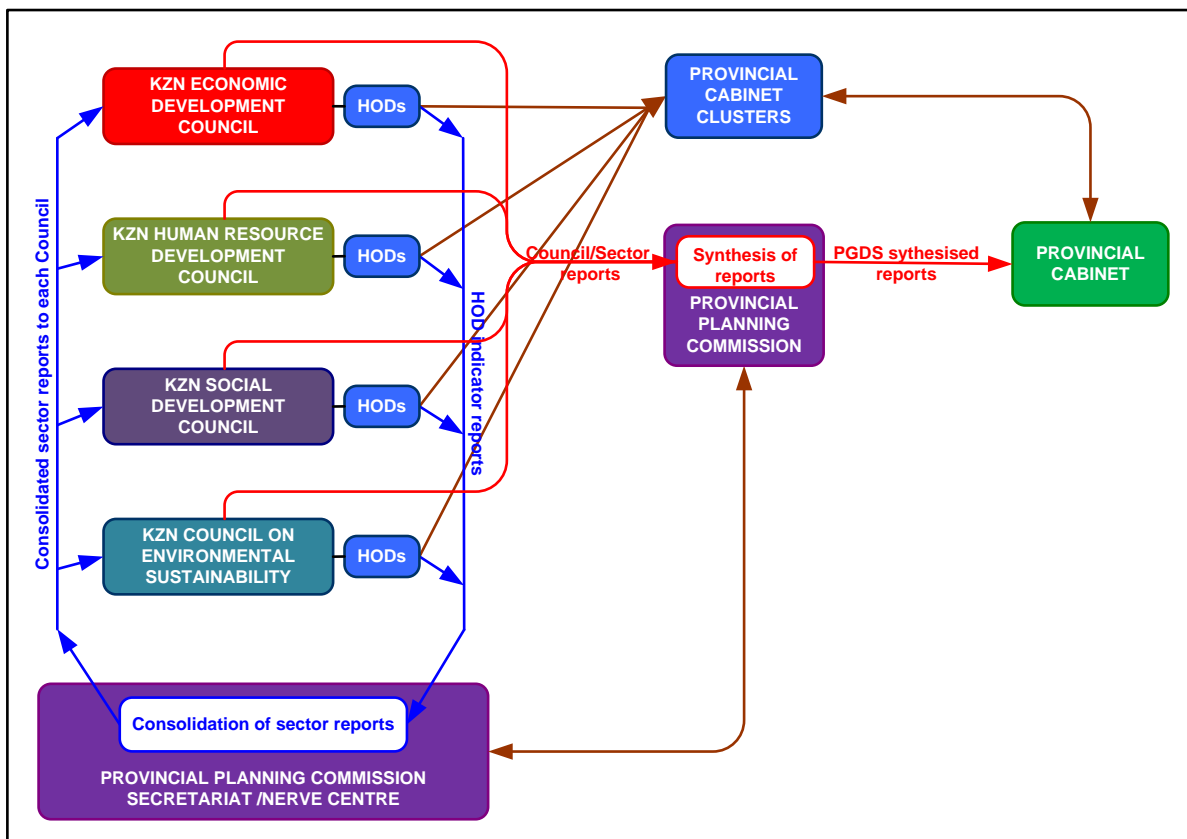 KZN ECONOMIC
DEVELOPMENT
COUNCIL
HODs
PROVINCIAL
CABINET
CLUSTERS
KZN HUMAN RESOURCE
DEVELOPMENT
COUNCIL
HODs
Council/Sector
reports
Synthesis of
reports
PROVINCIAL
PLANNING
COMMISSION
PGDS sythesised
reports
PROVINCIAL
CABINET
KZN SOCIAL
DEVELOPMENT
COUNCIL
HODs
KZN COUNCIL ON
ENVIRONMENTAL
SUSTAINABILITY
HODs
Consolidated sector reports to each Council
HOD indicator reports
Consolidation of sector reports
PROVINCIAL PLANNING COMMISSION
SECRETARIAT /NERVE CENTRE